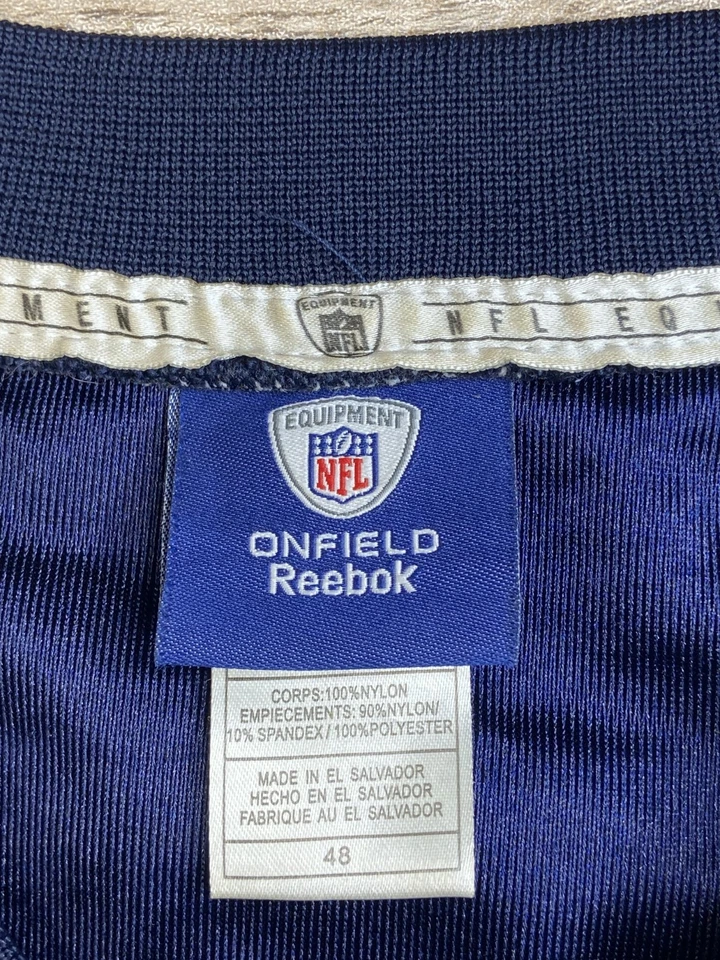 MENT EQUIPMENT NFL NFL EQ
EQUIPMENT
NFL
ONFIELD
Reebok
CORPS:100%NYLON
EMPIECEMENTS: 90%NYLON/
10% SPANDEX / 100%POLYESTER
MADE IN EL SALVADOR
HECHO EN EL SALVADOR
FABRIQUE AU EL SALVADOR
48